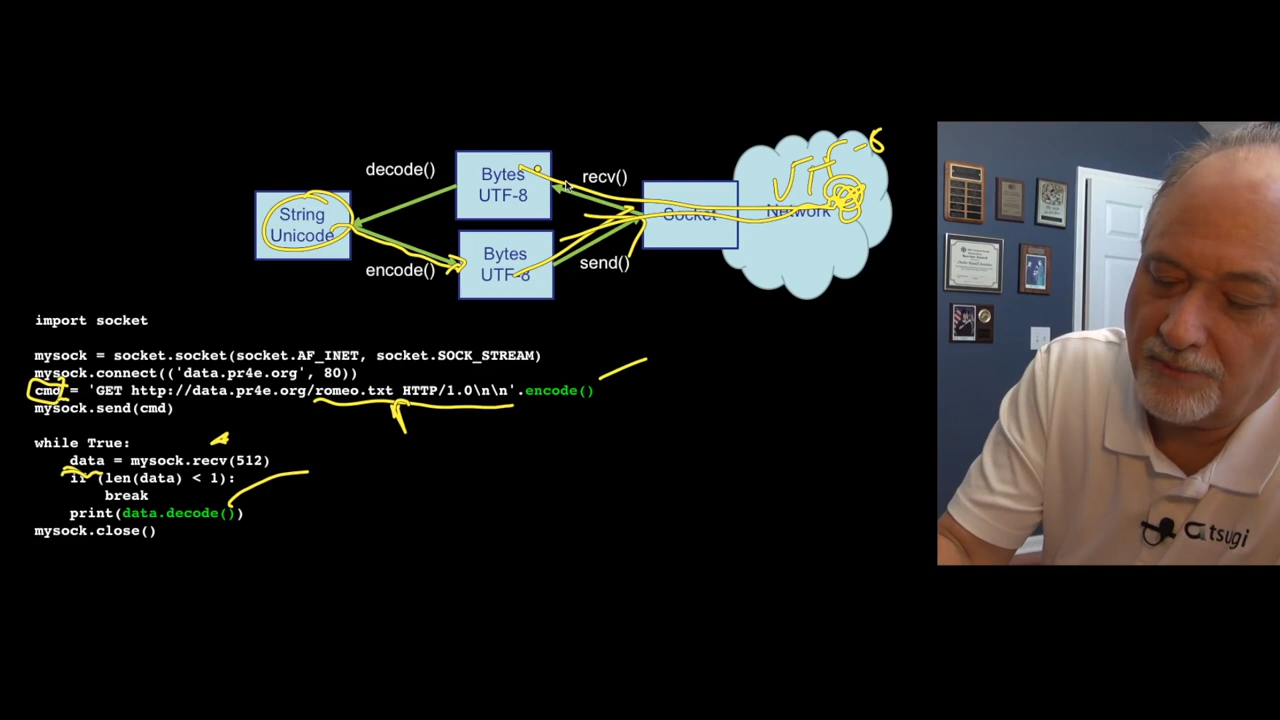 decode()
Bytes
UTF-8
recv()
UTF-8
String
Unicode
Socket
Network
encode()
Bytes
UTF-8
send()
import socket
mysock = socket.socket(socket.AF_INET, socket.SOCK_STREAM)
mysock.connect(('data.pr4e.org', 80))
cmd = 'GET http://data.pr4e.org/romeo.txt HTTP/1.0\n\n'.encode()
mysock.send(cmd)
while True:
data = mysock.recv(512)
if (len(data) < 1):
break
print(data.decode())
mysock.close()
tsugi